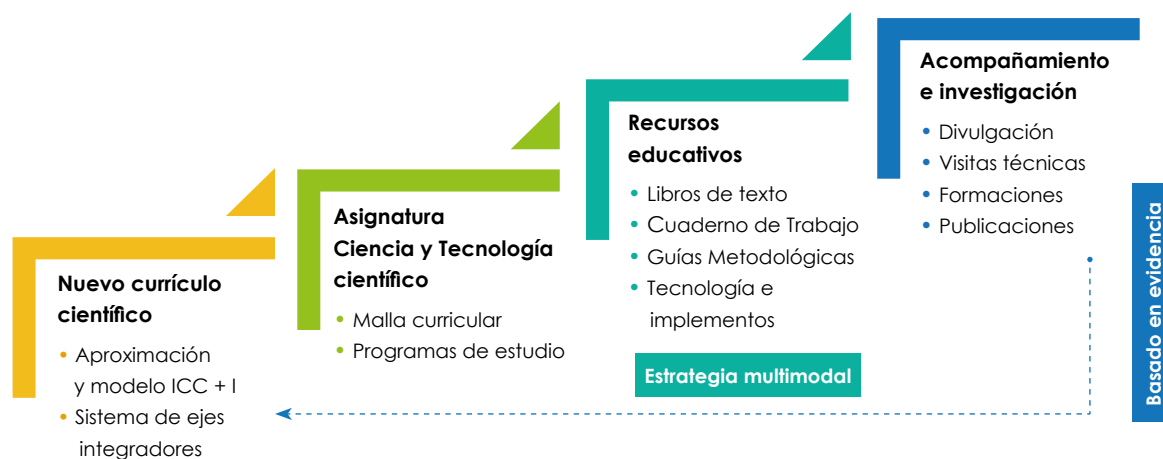 Nuevo currículo
científico
• Aproximación
y modelo ICC + I
• Sistema de ejes
integradores
Asignatura
Ciencia y Tecnología
científico
• Malla curricular
• Programas de estudio
Recursos
educativos
• Libros de texto
• Cuaderno de Trabajo
• Guías Metodológicas
• Tecnología e
implementos
Estrategia multimodal
Acompañamiento
e investigación
• Divulgación
• Visitas técnicas
• Formaciones
• Publicaciones
Basado en evidencia